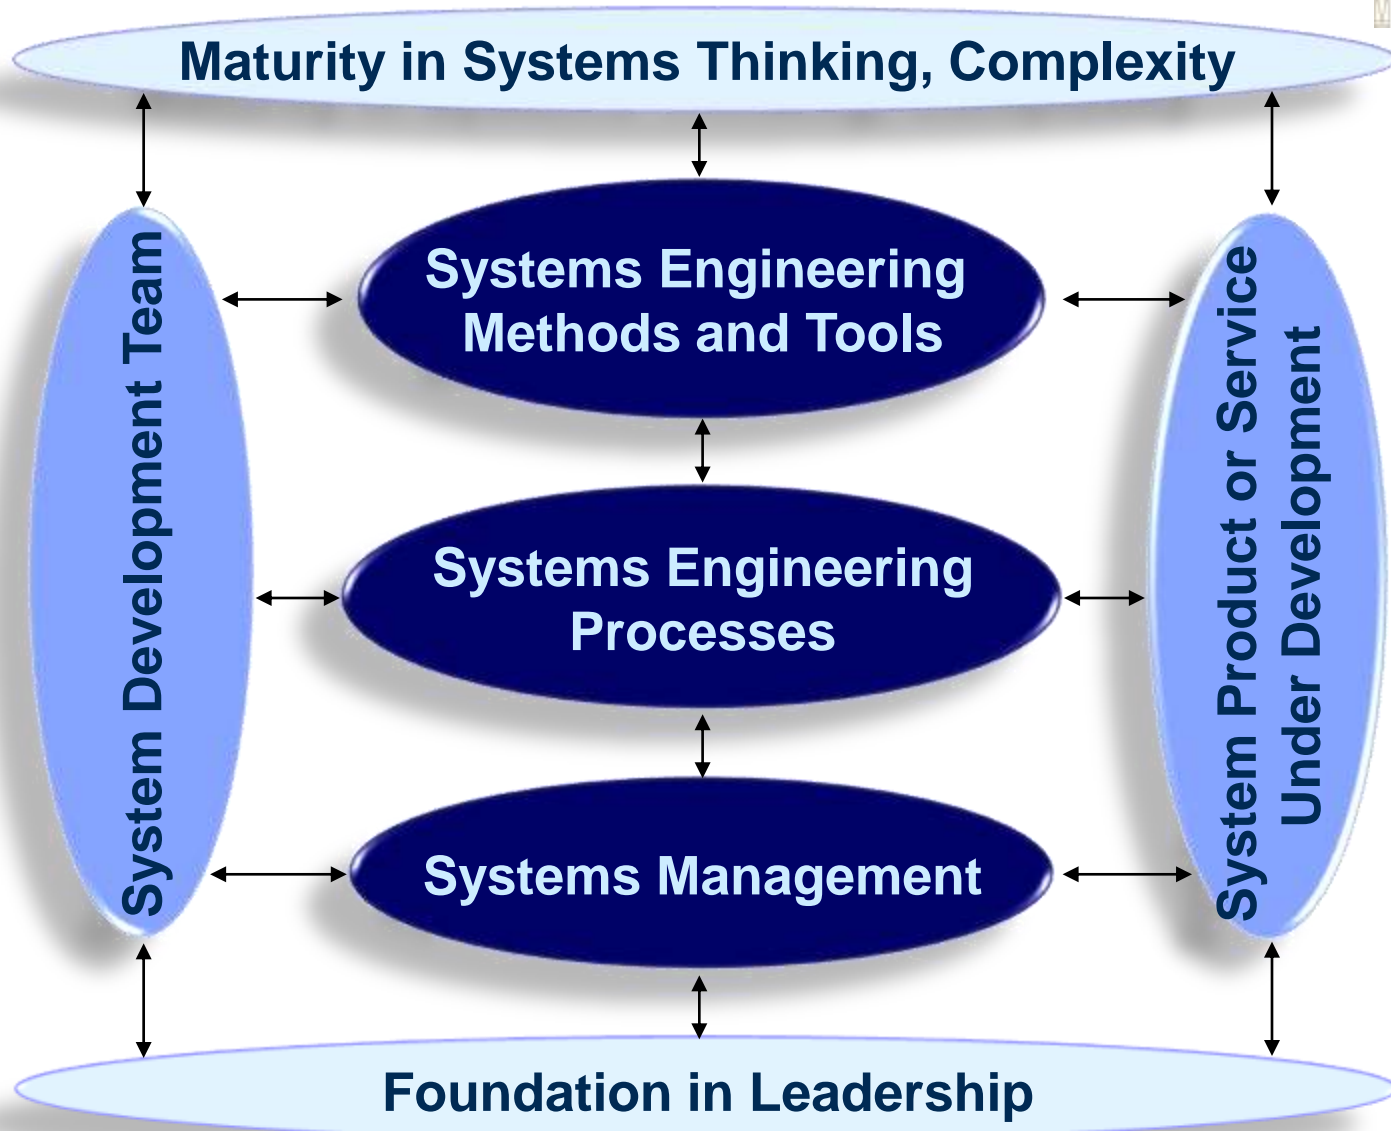 Maturity in Systems Thinking, Complexity
System Development Team
Systems Engineering
Methods and Tools
Systems Engineering
Processes
Systems Management
System Product or Service
Under Development
Foundation in Leadership